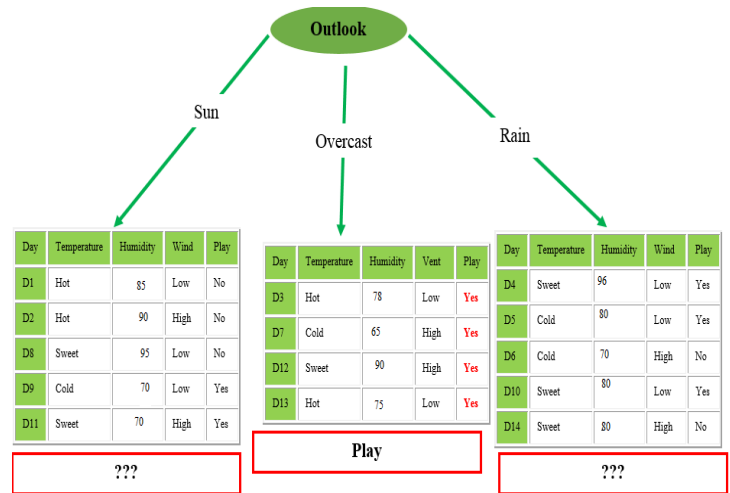 Outlook
Sun
Overcast
Rain
Day Temperature Humidity Wind Play
D1 Hot 85 Low No
D2 Hot 90 High No
D8 Sweet 95 Low No
D9 Cold 70 Low Yes
D11 Sweet 70 High Yes
???
Day Temperature Humidity Vent Play
D3 Hot 78 Low Yes
D7 Cold 65 High Yes
D12 Sweet 90 High Yes
D13 Hot 75 Low Yes
Play
Day Temperature Humidity Wind Play
D4 Sweet 96 Low Yes
D5 Cold 80 Low Yes
D6 Cold 70 High No
D10 Sweet 80 Low Yes
D14 Sweet 80 High No
???